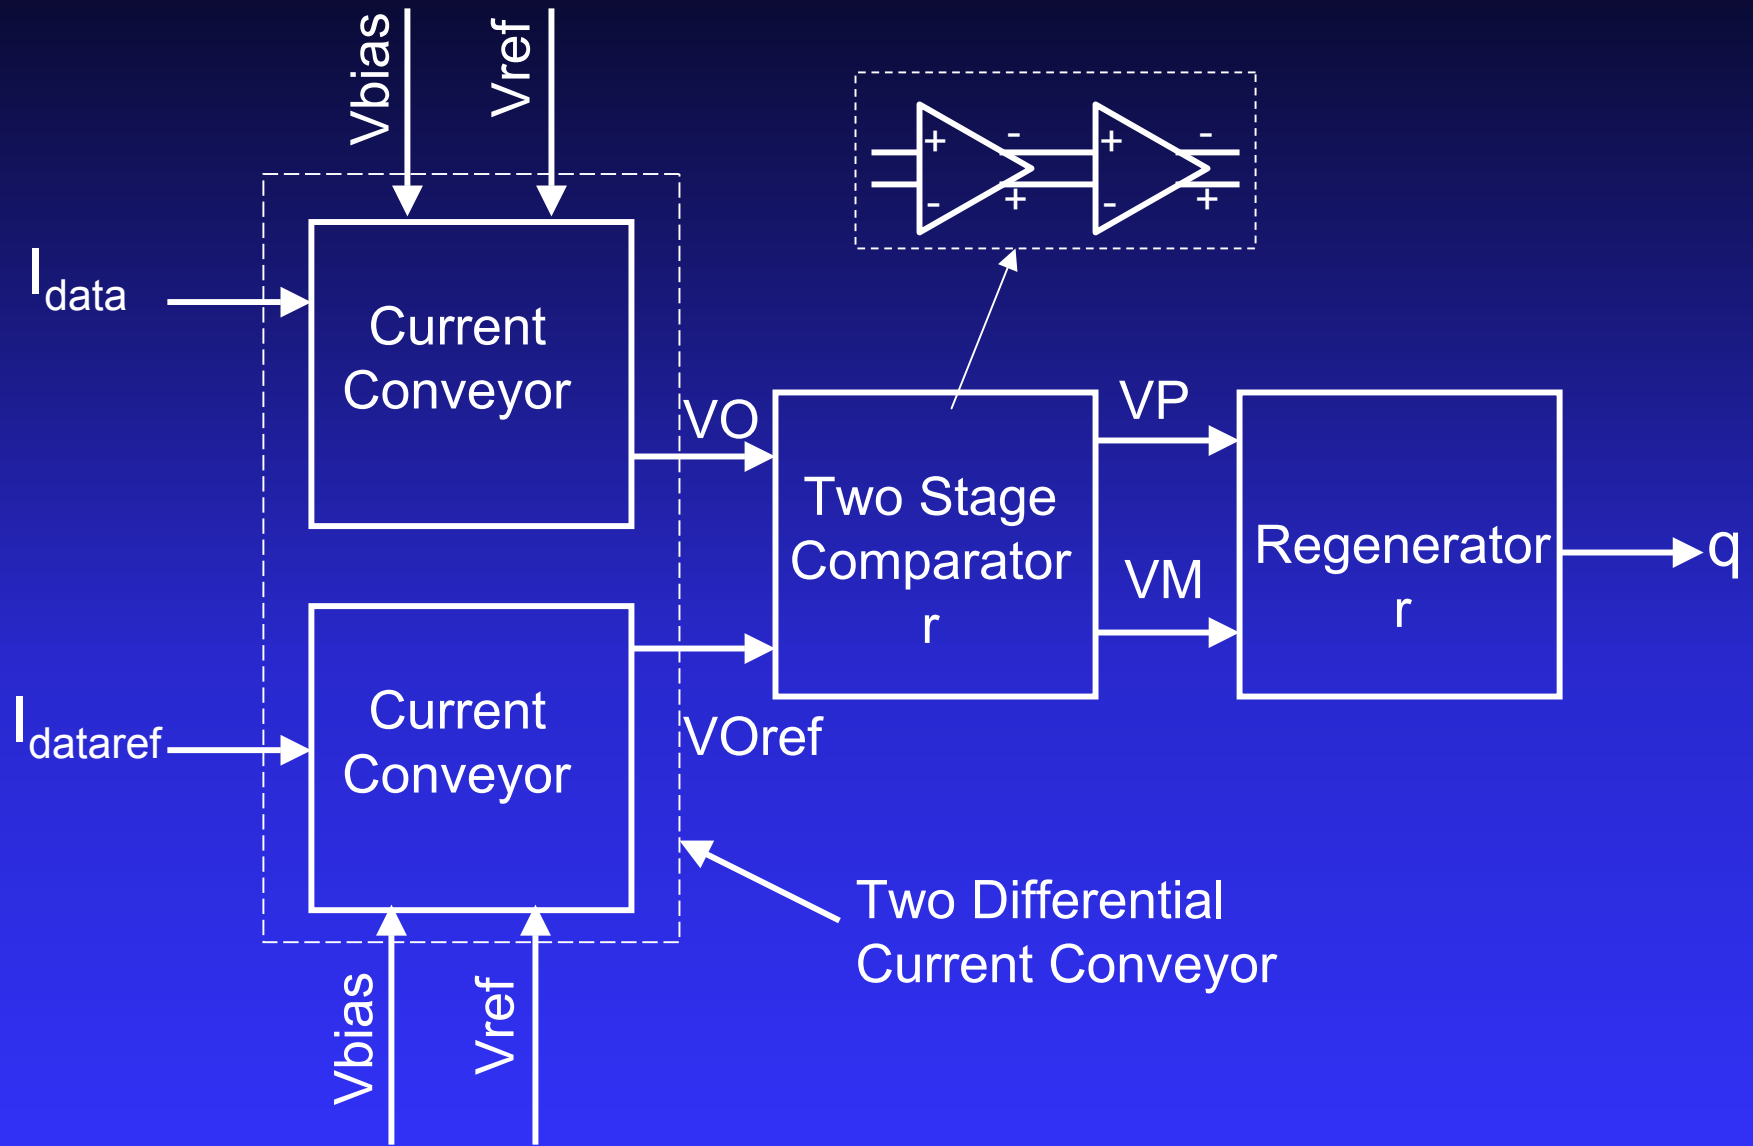 Vbias
Vref
+
-
+
-
-
+
-
+
Idata
Current
Conveyor
VO
VP
Two Stage
Comparator
r
VM
Regenerator
r
q
Idataref
Current
Conveyor
VOref
Two Differential
Current Conveyor
Vbias
Vref